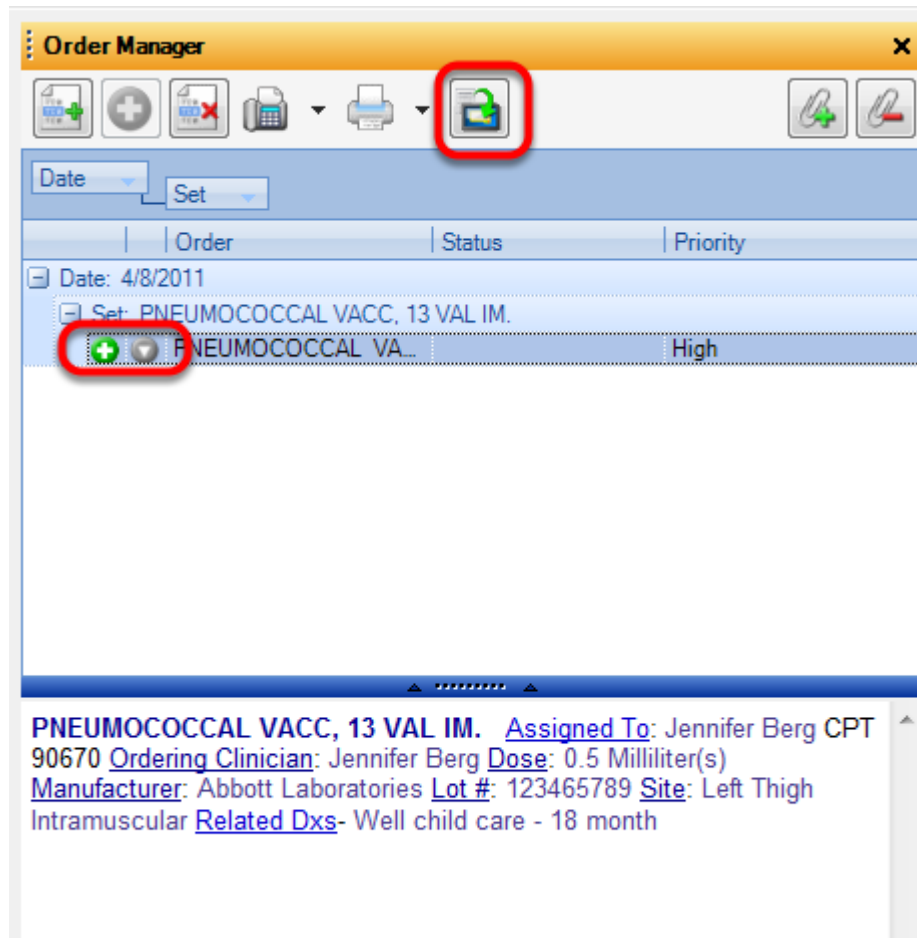 Order Manager
Date
Set
Order Status Priority
Date: 4/8/2011
Set: PNEUMOCOCCAL VACC, 13 VAL IM.
PNEUMOCOCCAL VA... High
PNEUMOCOCCAL VACC, 13 VAL IM. Assigned To: Jennifer Berg CPT
90670 Ordering Clinician: Jennifer Berg Dose: 0.5 Milliliter(s)
Manufacturer: Abbott Laboratories Lot #: 123465789 Site: Left Thigh
Intramuscular Related Dxs- Well child care - 18 month